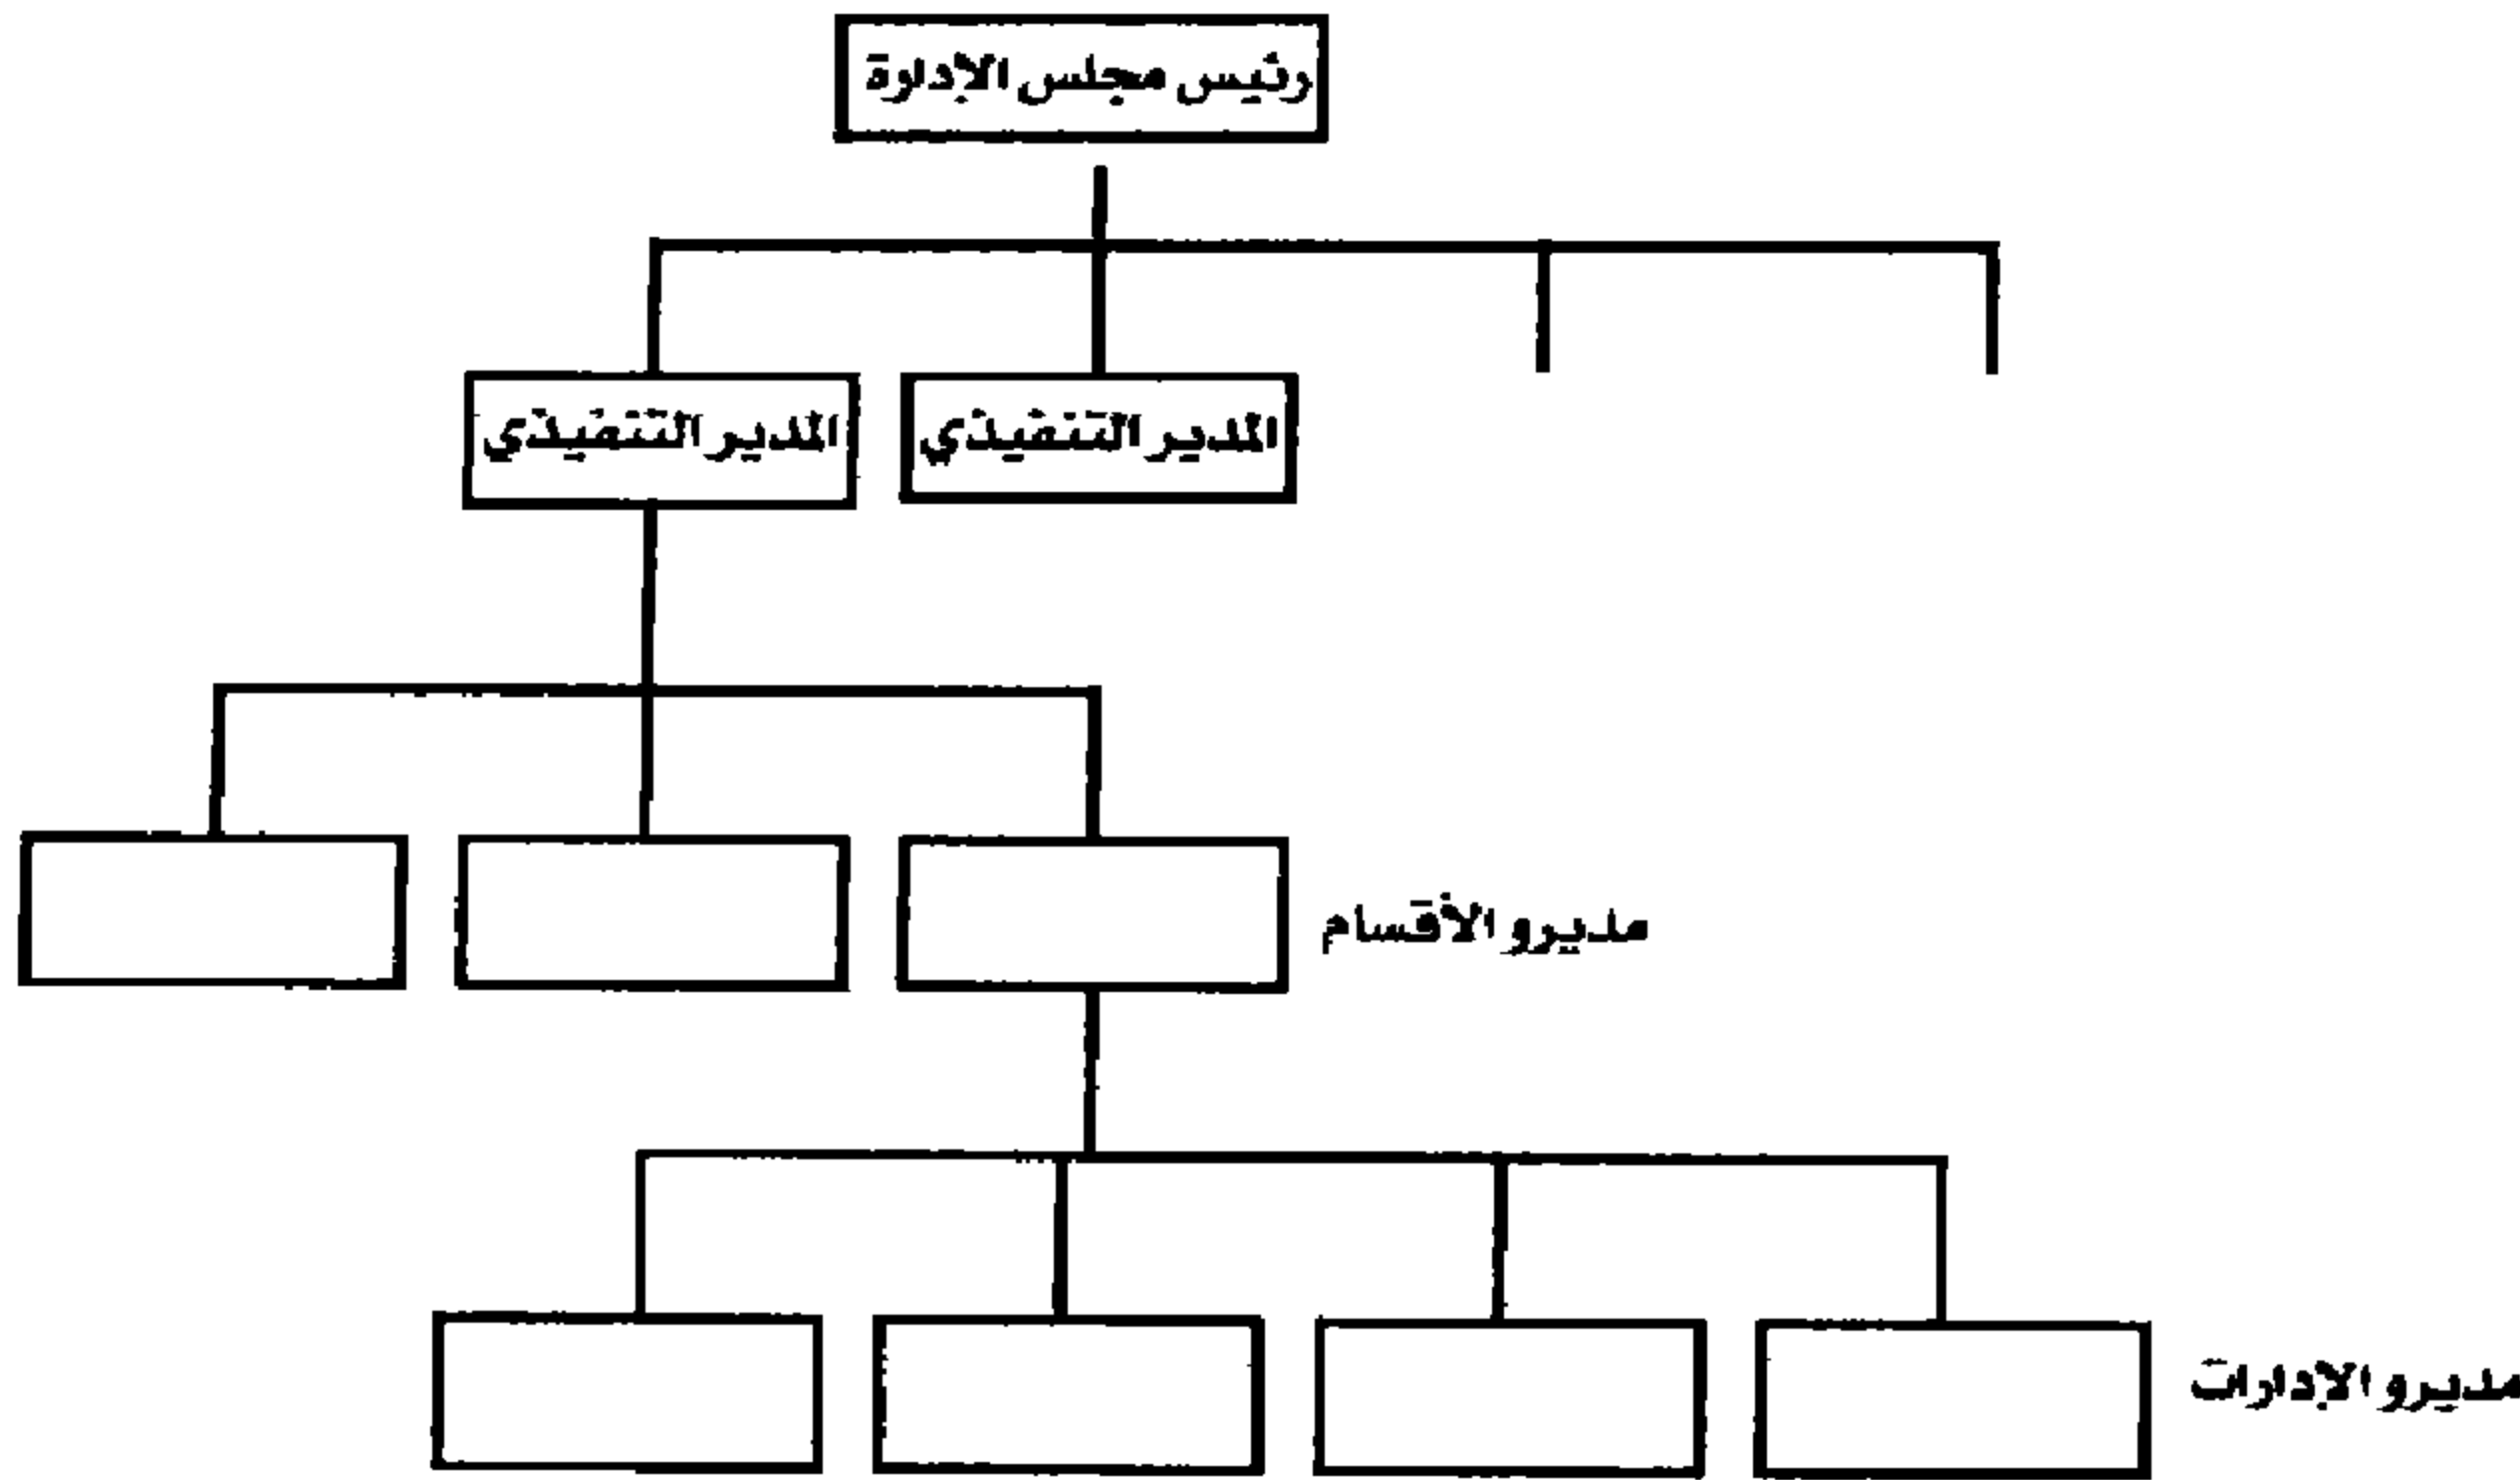 رئيس مجلس الإدارة
المدير التنفيذي
المدير التنفيذي
مديرو الأقسام
مديرو الإدارات